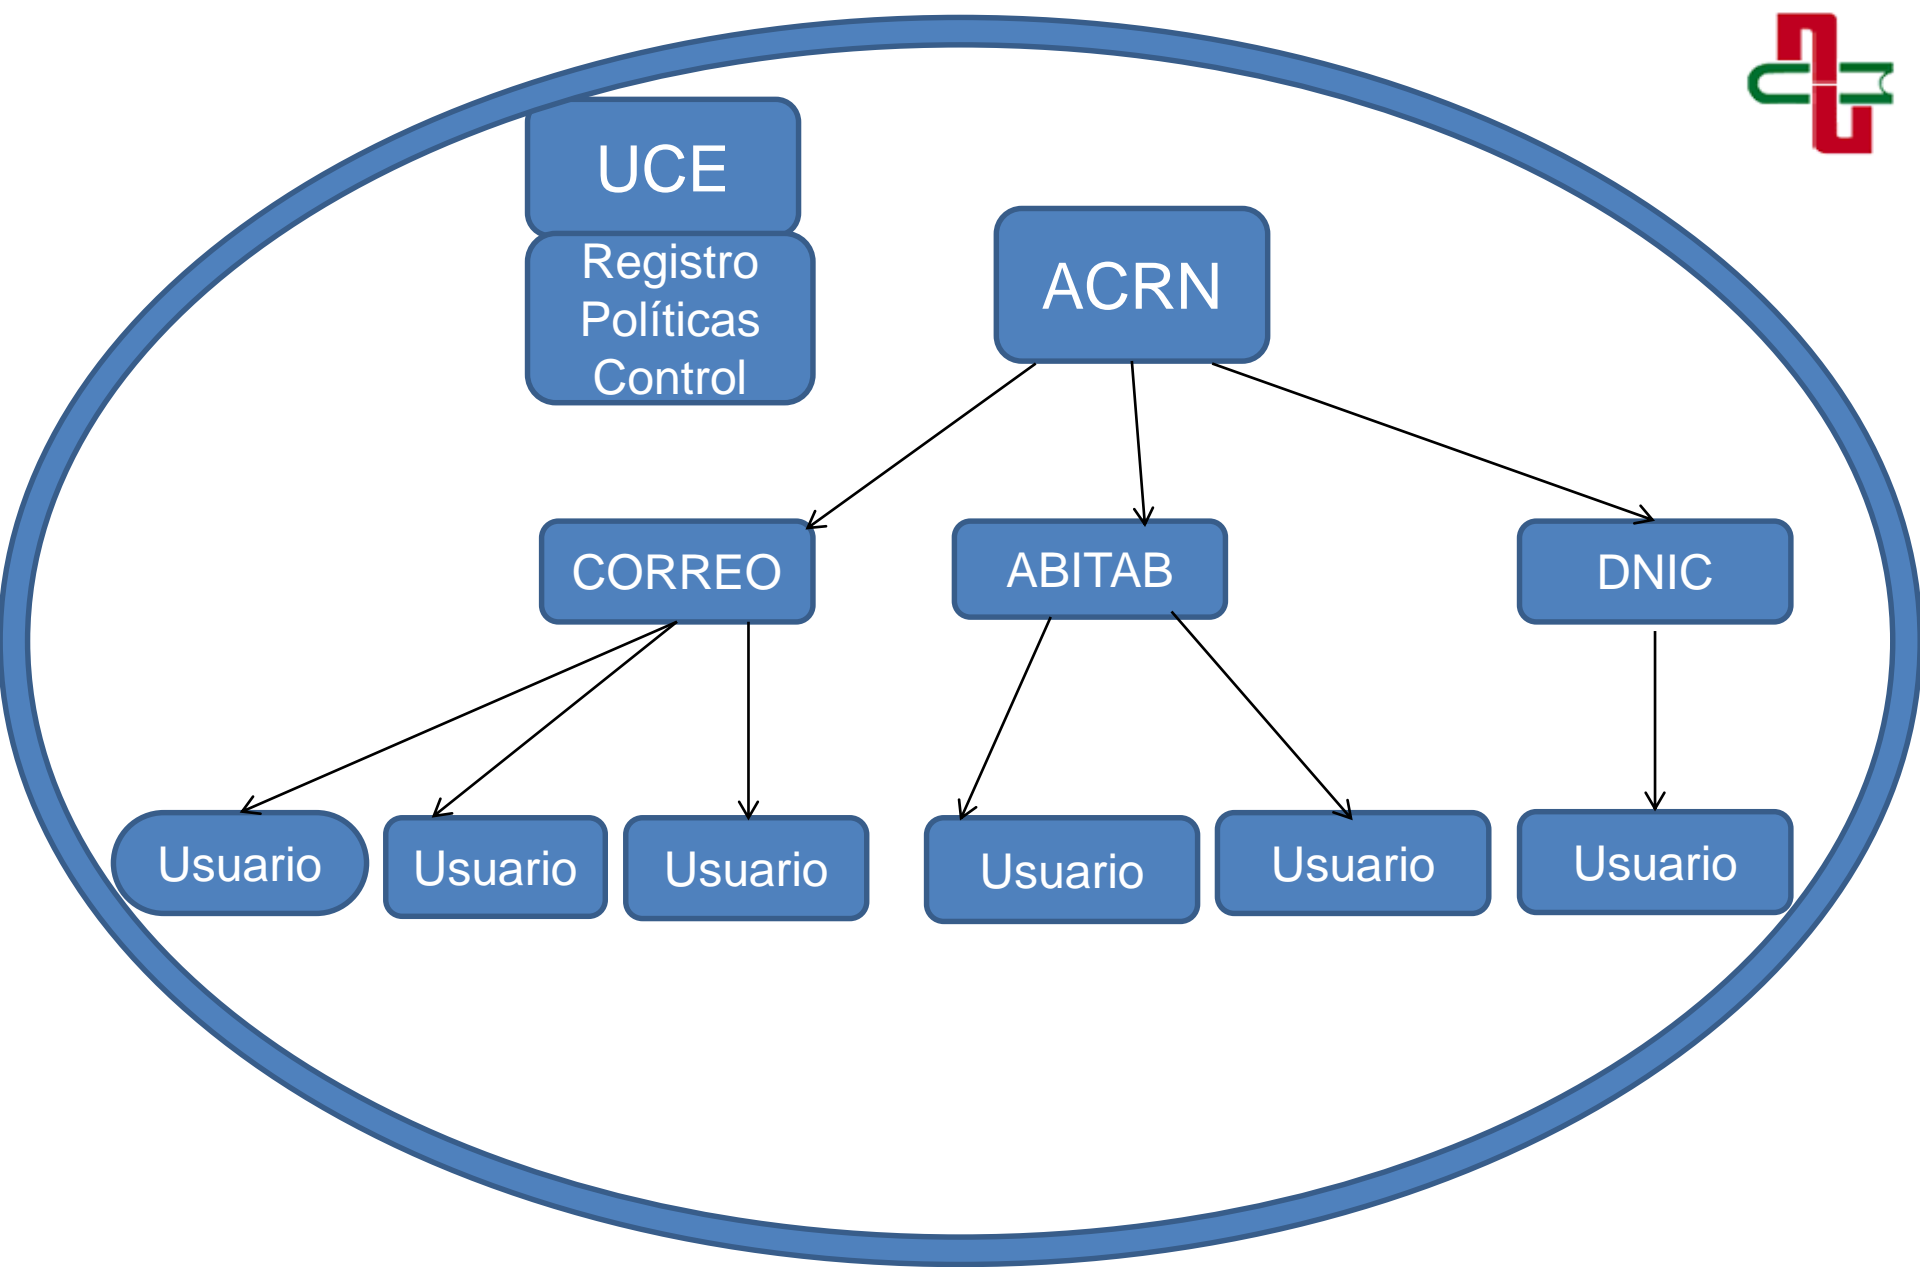 UCE
Registro
Políticas
Control
ACRN
CORREO
ABITAB
DNIC
Usuario
Usuario
Usuario
Usuario
Usuario
Usuario